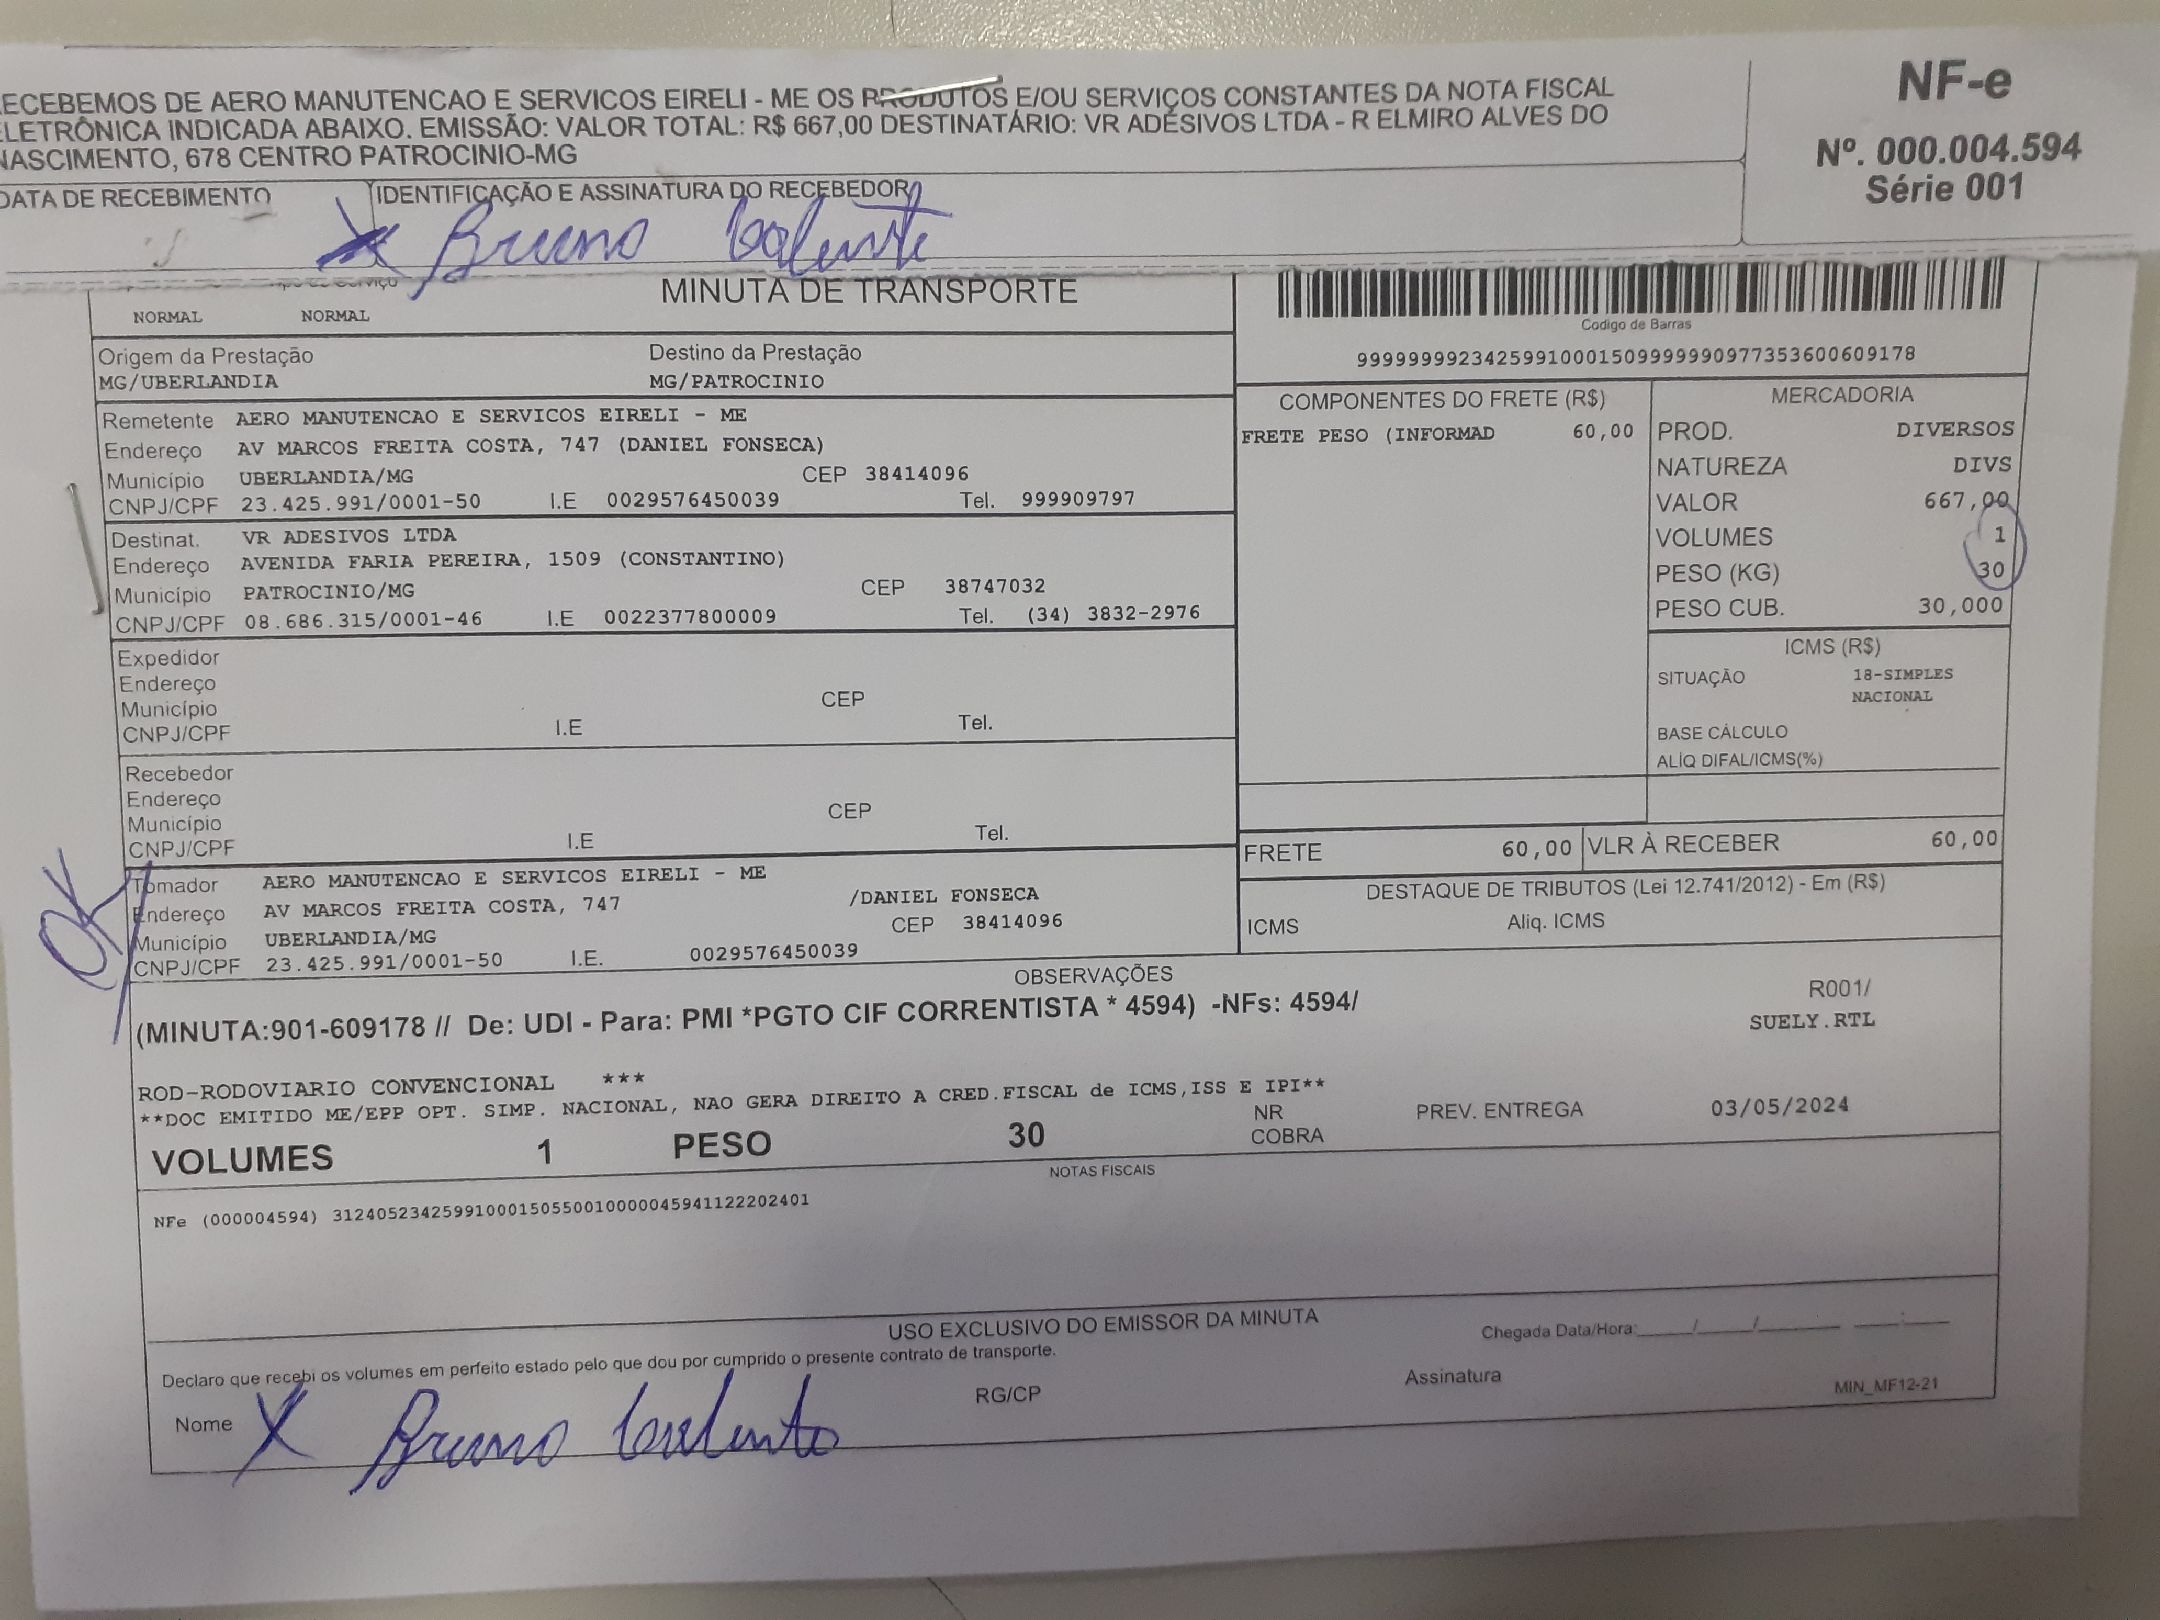 ECEBEMOS DE AERO MANUTENCAO E SERVICOS EIRELI - ME OS PRODUTOS E/OU SERVIÇOS CONSTANTES DA NOTA FISCAL
LETRÔNICA INDICADA ABAIXO. EMISSÃO: VALOR TOTAL: R$ 667,00 DESTINATÁRIO: VR ADESIVOS LTDA - R ELMIRO ALVES DO
NASCIMENTO, 678 CENTRO PATROCINIO-MG
NF-e
Nº. 000.004.594
Série 001
DATA DE RECEBIMENTO
IDENTIFICAÇÃO E ASSINATURA DO RECEBEDOR
X Bruno Valente
NORMAL NORMAL
MINUTA DE TRANSPORTE
Codigo de Barras
99999999234259910001509999990977353600609178
Origem da Prestação Destino da Prestação
MG/UBERLANDIA MG/PATROCINIO
Remetente AERO MANUTENCAO E SERVICOS EIRELI - ME
Endereço AV MARCOS FREITA COSTA, 747 (DANIEL FONSECA)
Município UBERLANDIA/MG CEP 38414096
CNPJ/CPF 23.425.991/0001-50 I.E 0029576450039 Tel. 999909797
Destinat. VR ADESIVOS LTDA
Endereço AVENIDA FARIA PEREIRA, 1509 (CONSTANTINO)
Município PATROCINIO/MG CEP 38747032
CNPJ/CPF 08.686.315/0001-46 I.E 0022377800009 Tel. (34) 3832-2976
Expedidor
Endereço
Município CEP
CNPJ/CPF I.E Tel.
Recebedor
Endereço
Município CEP
CNPJ/CPF I.E Tel.
Tomador AERO MANUTENCAO E SERVICOS EIRELI - ME
Endereço AV MARCOS FREITA COSTA, 747 /DANIEL FONSECA
Município UBERLANDIA/MG CEP 38414096
CNPJ/CPF 23.425.991/0001-50 I.E. 0029576450039
OK
COMPONENTES DO FRETE (R$)
FRETE PESO (INFORMAD 60,00
MERCADORIA
PROD. DIVERSOS
NATUREZA DIVS
VALOR 667,00
VOLUMES 1
PESO (KG) 30
PESO CUB. 30,000
ICMS (R$)
SITUAÇÃO 18-SIMPLES
NACIONAL
BASE CÁLCULO
ALÍQ DIFAL/ICMS(%)
FRETE 60,00 VLR À RECEBER 60,00
DESTAQUE DE TRIBUTOS (Lei 12.741/2012) - Em (R$)
ICMS Aliq. ICMS
OBSERVAÇÕES
(MINUTA:901-609178 // De: UDI - Para: PMI *PGTO CIF CORRENTISTA * 4594) -NFs: 4594/
R001/
SUELY.RTL
ROD-RODOVIARIO CONVENCIONAL ***
**DOC EMITIDO ME/EPP OPT. SIMP. NACIONAL, NAO GERA DIREITO A CRED.FISCAL de ICMS,ISS E IPI**
VOLUMES 1 PESO 30
NR
COBRA
PREV. ENTREGA 03/05/2024
NOTAS FISCAIS
NFe (000004594) 31240523425991000150550010000045941122202401
USO EXCLUSIVO DO EMISSOR DA MINUTA
Declaro que recebi os volumes em perfeito estado pelo que dou por cumprido o presente contrato de transporte.
Chegada Data/Hora:____/____/________ ____:____
Nome X Bruno Valente RG/CP Assinatura
MIN_MF12-21